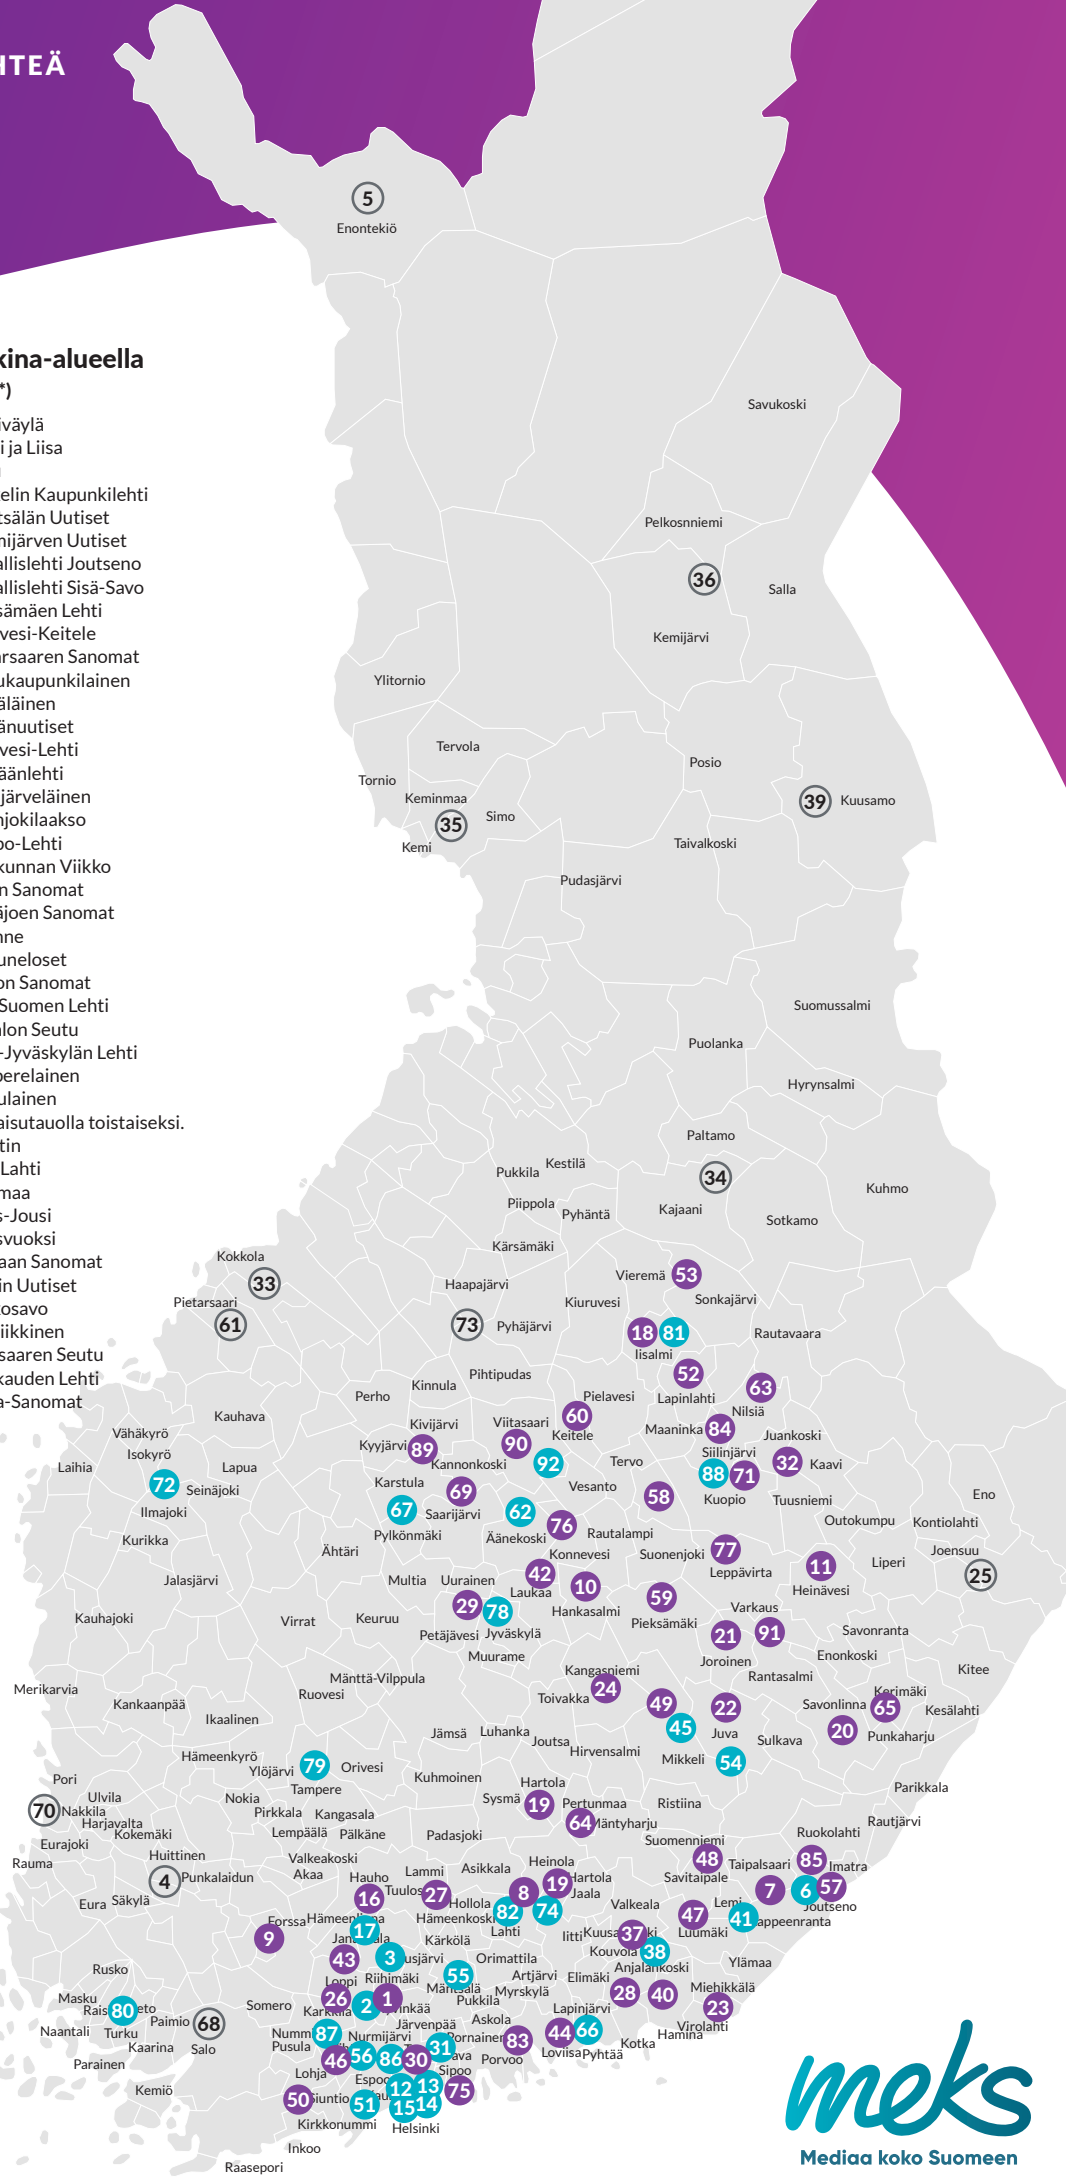 HTEÄ
5
Enontekiö
kina-alueella
*)
iväylä
i ja Liisa
elin Kaupunkilehti
tsälän Uutiset
mijärven Uutiset
allislehti Joutseno
allislehti Sisä-Savo
sämäen Lehti
vesi-Keitele
arsaaren Sanomat
ukaupunkilainen
äläinen
änuutiset
vesi-Lehti
äänlehti
järveläinen
njokilaakso
oo-Lehti
kunnan Viikko
n Sanomat
äjoen Sanomat
nne
uneloset
on Sanomat
Suomen Lehti
alon Seutu
-Jyväskylän Lehti
perelainen
ulainen
aisutauolla toistaiseksi.
tin
Lahti
maa
s-Jousi
svuoksi
aan Sanomat
in Uutiset
kosavo
iikkinen
saaren Seutu
kauden Lehti
a-Sanomat
Savukoski
Pelkosnniemi
36
Salla
Kemijärvi
Ylitornio
Tervola
Posio
Tornio
Keminmaa
39 Kuusamo
35
Simo
Kemi
Taivalkoski
Pudasjärvi
Suomussalmi
Puolanka
Hyrynsalmi
Paltamo
Pukkila
Kestilä
34
Kuhmo
Piippola
Pyhäntä
Kajaani
Sotkamo
Kärsämäki
Kokkola
33
Vieremä 53
Haapajärvi
Kiuruvesi
Sonkajärvi
Pietarsaari
61
73 Pyhäjärvi
18 81
Iisalmi
Rautavaara
Pihtipudas
52
Lapinlahti
63
Nilsiä
Perho
Kinnula
Pielavesi
60
Keitele
Kauhava
Kivijärvi
Viitasaari
90
Maaninka 84
Juankoski
Vähäkyrö
Isokyrö
Kyyjärvi 89
Kannonkoski
92
Tervo
Siilinjärvi
88 71
32 Kaavi
Laihia
72
Lapua
Seinäjoki
Karstula
69
Vesanto
58
Kuopio
Tuusniemi
Eno
Ilmajoki
67
Saarijärvi
62
76
Outokumpu
Kontiolahti
Kurikka
Pylkönmäki
Äänekoski
Rautalampi
Ähtäri
Konnevesi
Suonenjoki
77
Leppävirta
11
Heinävesi
Liperi
Joensuu
25
Jalasjärvi
Multia
Uurainen
42
Laukaa
10
Hankasalmi
59
Pieksämäki
Varkaus
91
Kauhajoki
Virrat
Keuruu
29 78
Petäjävesi Jyväskylä
21
Joroinen
Savonranta
Muurame
Kangasniemi
Enonkoski
Kitee
Merikarvia
Mänttä-Vilppula
Ruovesi
24
Rantasalmi
Kerimäki
Kankaanpää
Toivakka
49
22
Savonlinna
65
Kesälahti
Ikaalinen
Jämsä
Luhanka
Joutsa
45
Juva
20
Punkaharju
Hirvensalmi
Mikkeli
54
Sulkava
Hämeenkyrö
Ylöjärvi
79
Orivesi
Tampere
Kuhmoinen
Hartola
Parikkala
Pori
Ulvila
Nokia
Sysmä
19
Pertunmaa
Ristiina
70
Nakkila
Harjavalta
Pirkkala
Kangasala
64
Mäntyharju
Rautjärvi
Kokemäki
Lempäälä
Pälkäne
Padasjoki
Suomenniemi
Ruokolahti
Eurajoki
Rauma
Huittinen
Valkeakoski
Heinola
48
Taipalsaari
85
Imatra
4
Punkalaidun
Akaa
Hauho
Lammi
Asikkala
19
Hartola
Savitaipale
7 6 57
Eura
Säkylä
16
Tuulos
27
Hollola
8
Jaala
Valkeala
Lemi
Joutseno
Forssa
Hämeenlinna
Hämeenkoski
82
74
47
41
9
17
Lahti
Iitti
37
Luumäki
Kärkölä
Kouvola
38
43
3
Orimattila
Anjalankoski
Ylämaa
Rusko
Loppi
Riihimäki
55
Artjärvi
Elimäki
Miehikkälä
Masku
26
Myrskylä
28 40
23
Somero
2 1
Pukkila
Lapinjärvi
Virolahti
80
Paimio
68
Järvenpää
Askola
Hamina
Naantali
Turku
87
Nurmijärvi
83
44 66
Kotka
Kaarina
Salo
Pusula
46 56 86 30 31
Porvoo
Loviisa
Pyhtää
Parainen
Lohja
Sipoo
Kemiö
12 13
75
50
51
15 14
Kirkkonummi
Helsinki
Inkoo
Raasepori
meks
Mediaa koko Suomeen